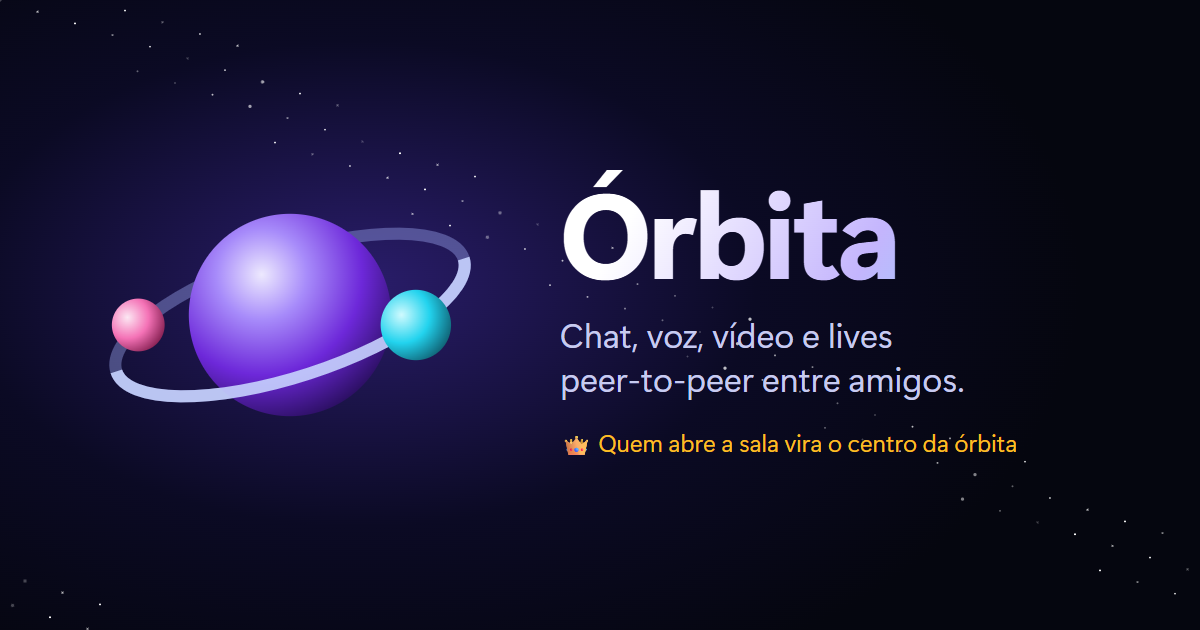 Órbita
Chat, voz, vídeo e lives
peer-to-peer entre amigos.
👑 Quem abre a sala vira o centro da órbita